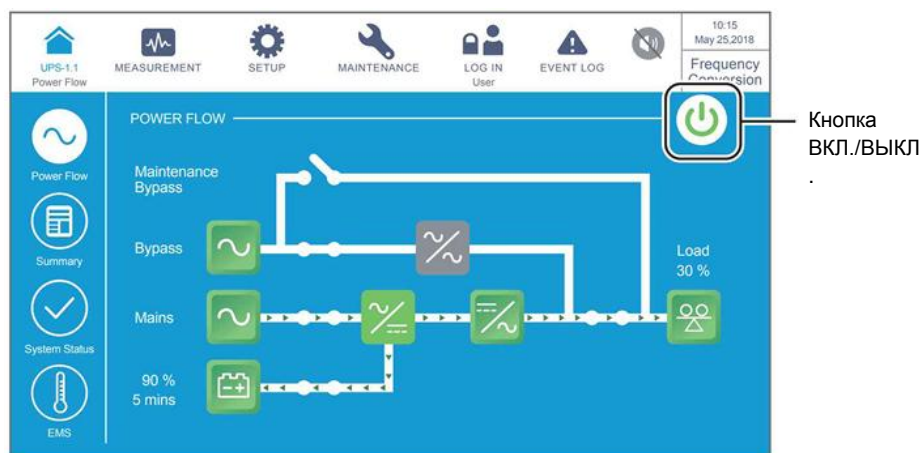 10:15
May 25,2018
Frequency
Conversion
UPS-1.1
Power Flow
MEASUREMENT
SETUP
MAINTENANCE
LOG IN
User
EVENT LOG
POWER FLOW
Кнопка
ВКЛ./ВЫКЛ
.
Power Flow
Maintenance
Bypass
Summary
Bypass
Load
30 %
Mains
System Status
90 %
5 mins
EMS